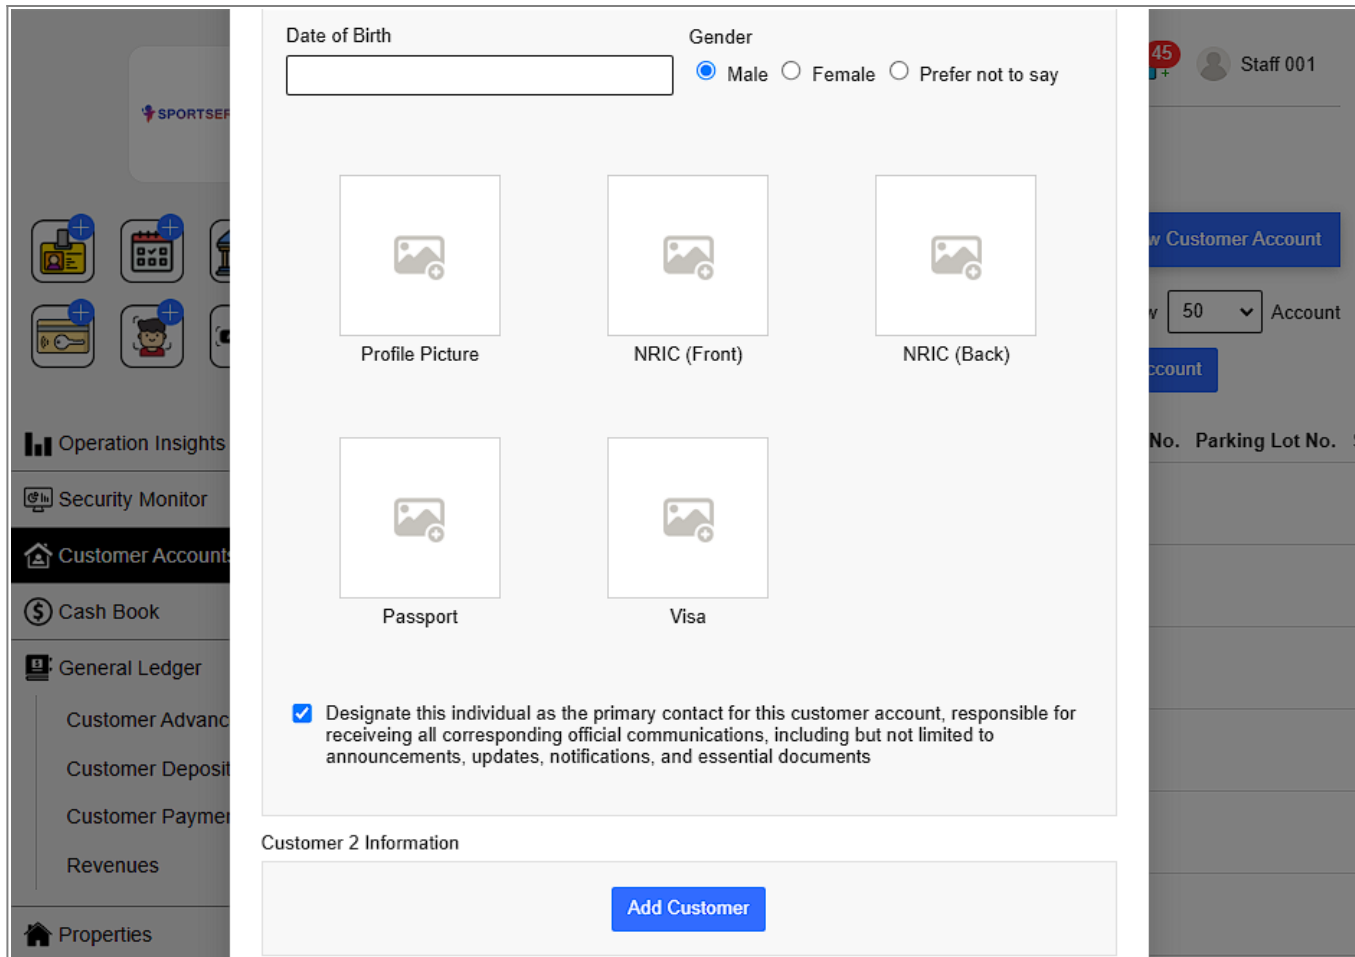 Date of Birth
Gender
Male
Female
Prefer not to say
45
Staff 001
SPORTSER
Customer Account
50
Account
Profile Picture
NRIC (Front)
NRIC (Back)
Operation Insights
No.
Parking Lot No.
Security Monitor
Customer Accounts
Cash Book
Passport
Visa
General Ledger
Customer Advanc
Customer Deposit
Customer Paymen
Revenues
Designate this individual as the primary contact for this customer account, responsible for
receiveing all corresponding official communications, including but not limited to
announcements, updates, notifications, and essential documents
Customer 2 Information
Add Customer
Properties